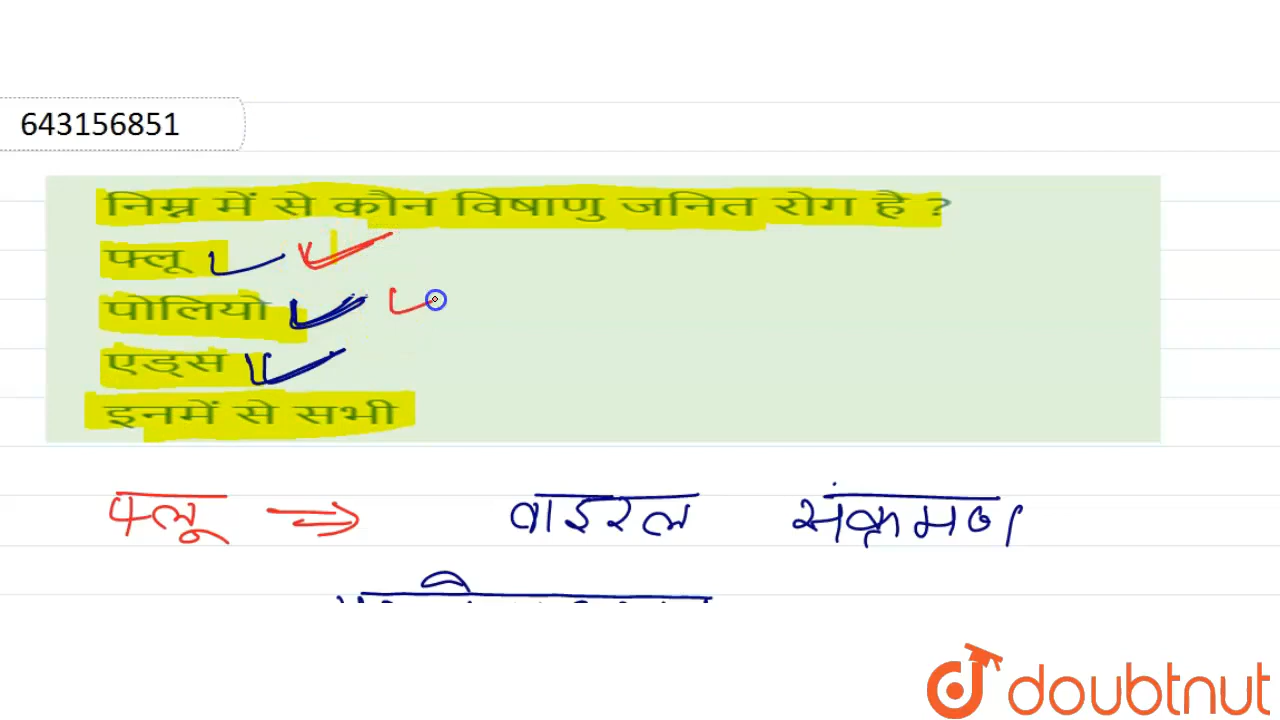 643156851
निम्न में से कौन विषाणु जनित रोग है ?
फ्लू
पोलियो
एड्स
इनमें से सभी
फ्लू ⇒ वाइरल संक्रमण
doubtnut